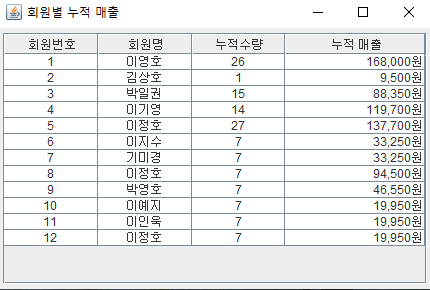 회원별 누적 매출
회원번호 회원명 누적수량 누적 매출
1 이영호 26 168,000원
2 김상호 1 9,500원
3 박일권 15 88,350원
4 이기영 14 119,700원
5 이정호 27 137,700원
6 이지수 7 33,250원
7 기미경 7 33,250원
8 이정호 7 94,500원
9 박영호 7 46,550원
10 이예지 7 19,950원
11 이인욱 7 19,950원
12 이정호 7 19,950원